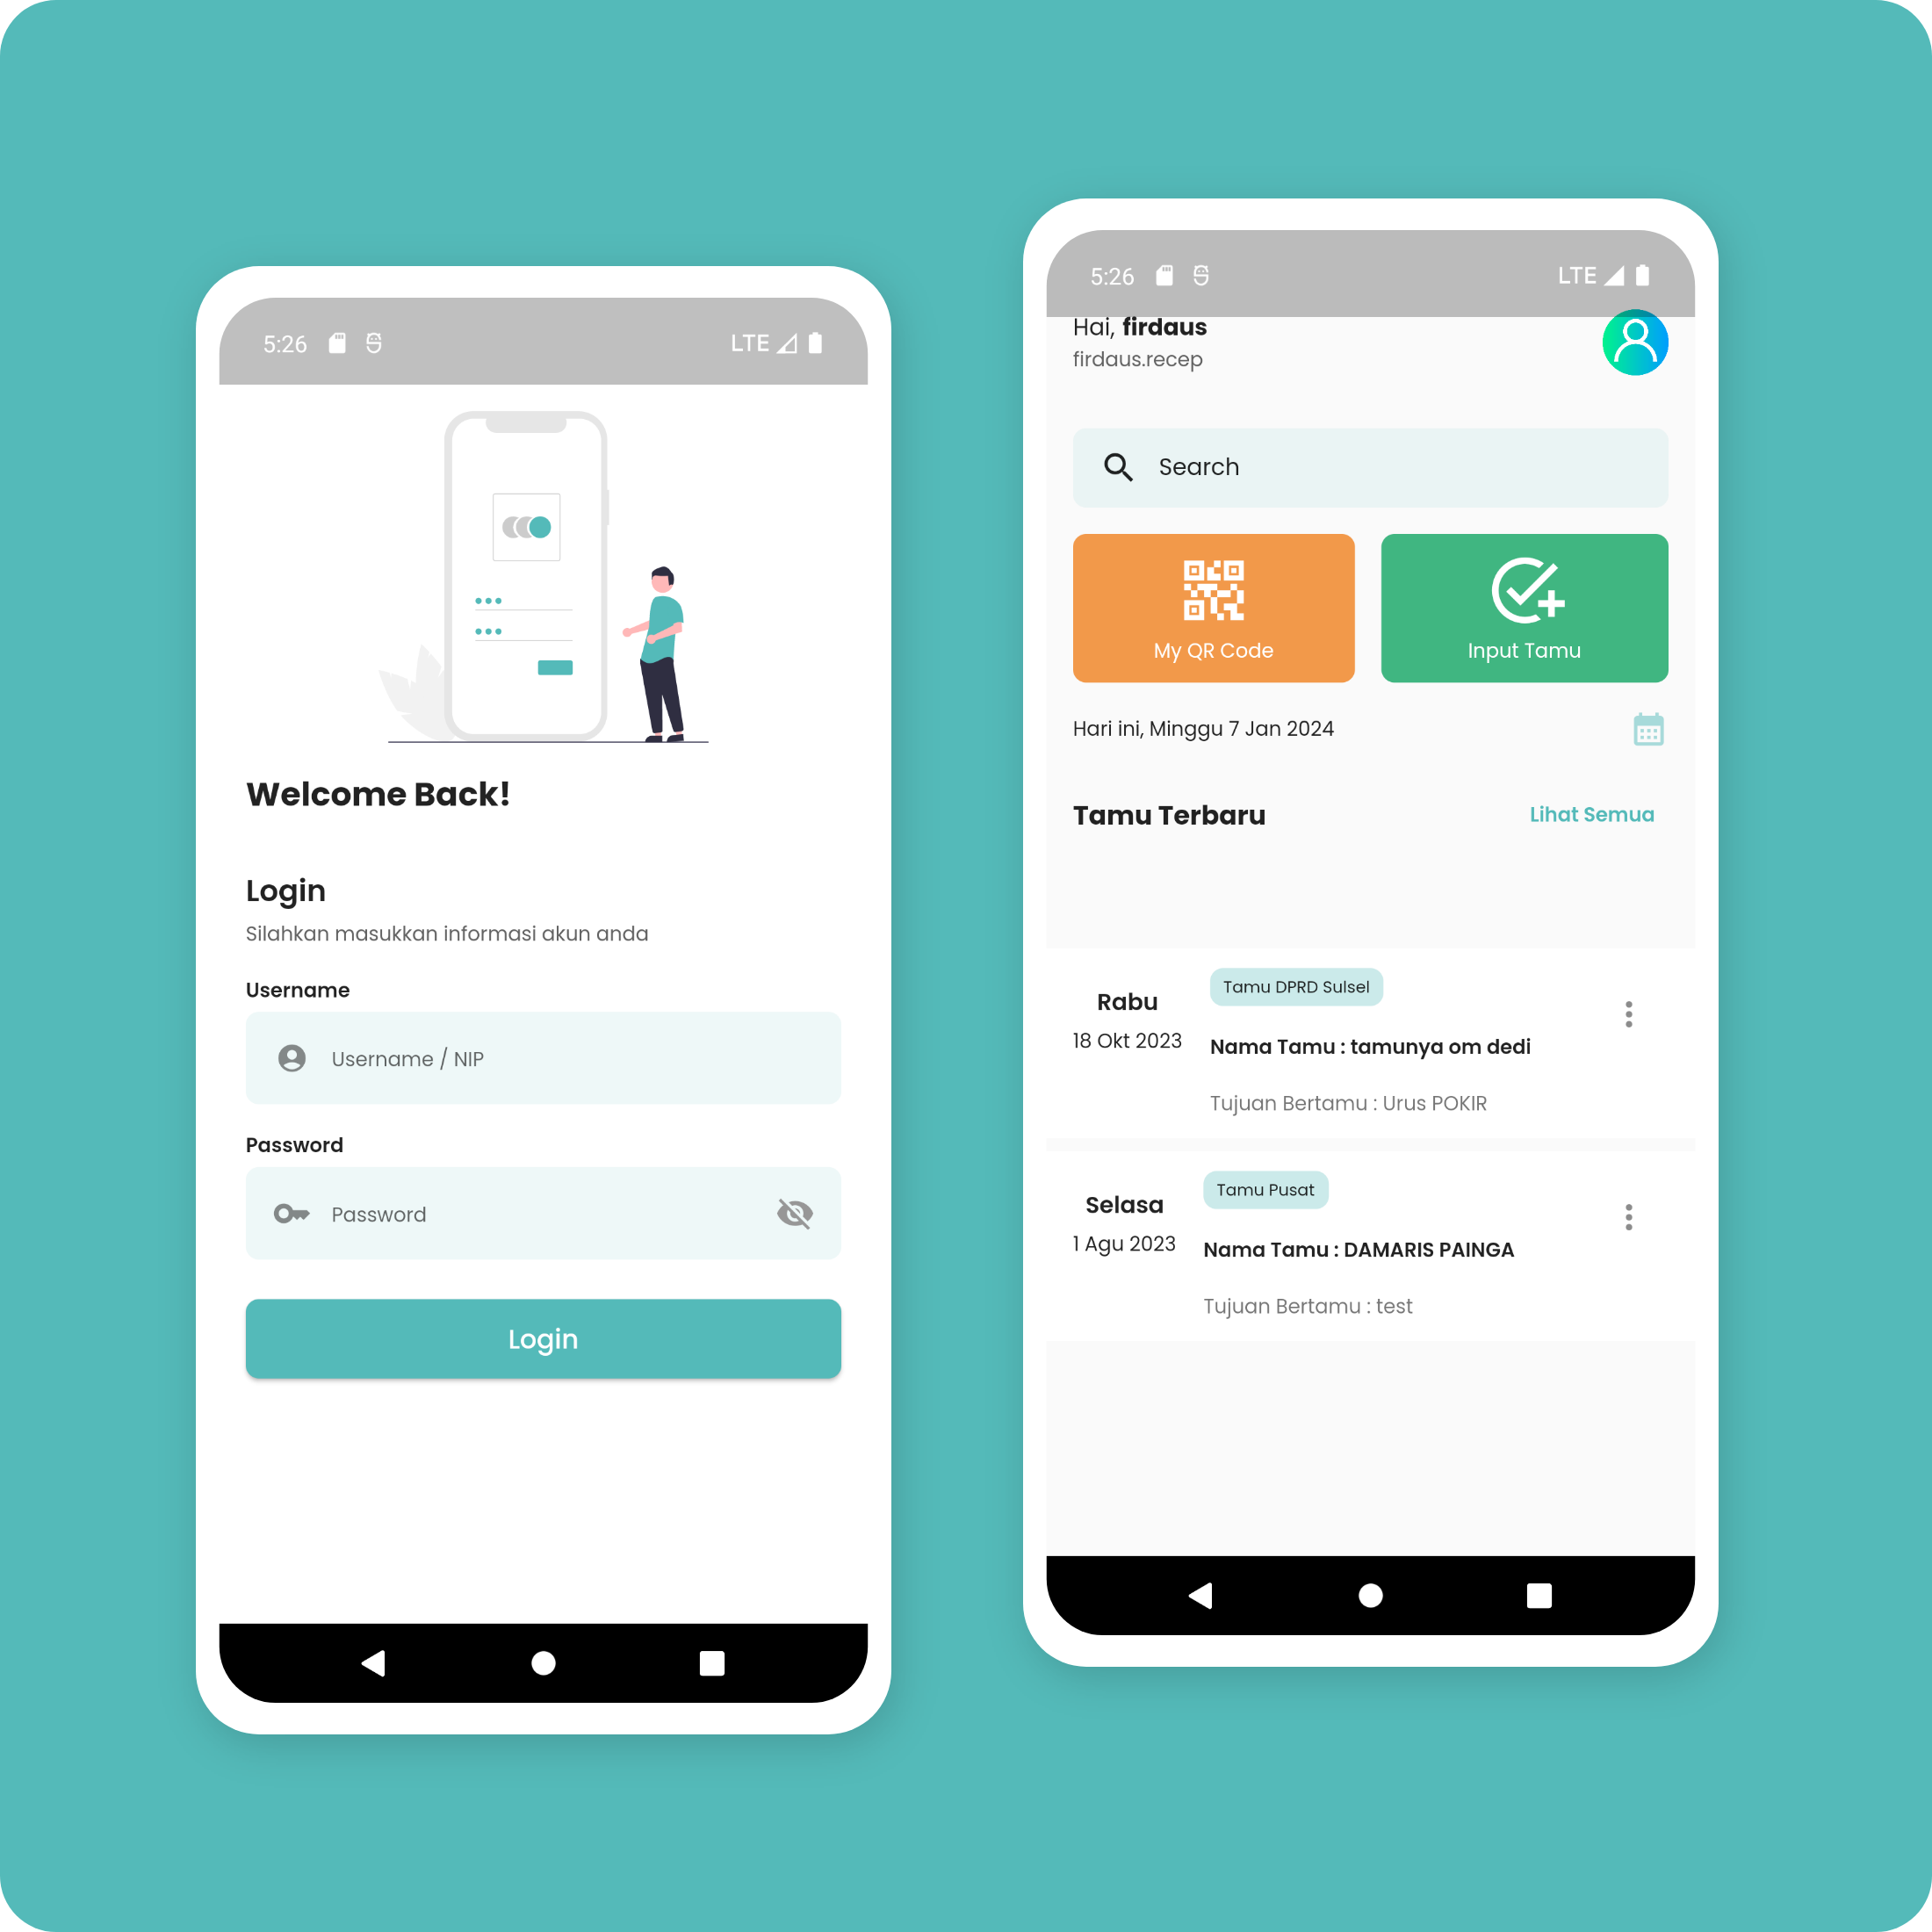 5:26 LTE
Welcome Back!
Login
Silahkan masukkan informasi akun anda
Username
Username / NIP
Password
Password
Login
5:26 LTE
Hai, firdaus
firdaus.recep
Search
My QR Code
Input Tamu
Hari ini, Minggu 7 Jan 2024
Tamu Terbaru
Lihat Semua
Rabu
18 Okt 2023
Tamu DPRD Sulsel
Nama Tamu : tamunya om dedi
Tujuan Bertamu : Urus POKIR
Selasa
1 Agu 2023
Tamu Pusat
Nama Tamu : DAMARIS PAINGA
Tujuan Bertamu : test